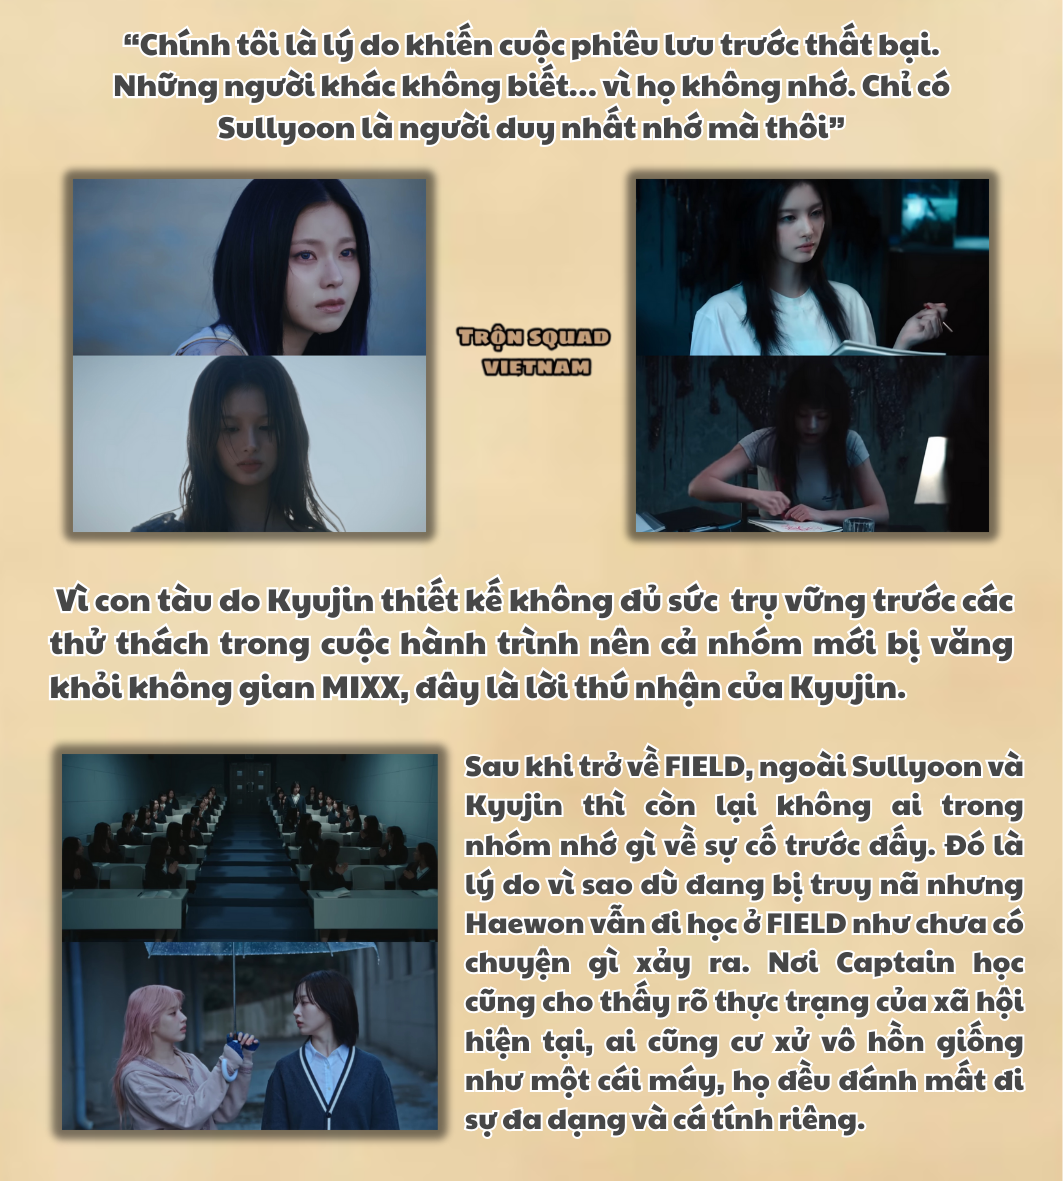 “Chính tôi là lý do khiến cuộc phiêu lưu trước thất bại.
Những người khác không biết... vì họ không nhớ. Chỉ có
Sullyoon là người duy nhất nhớ mà thôi”
TRỘN SQUAD
VIETNAM
Vì con tàu do Kyujin thiết kế không đủ sức trụ vững trước các
thử thách trong cuộc hành trình nên cả nhóm mới bị văng
khỏi không gian MIXX, đây là lời thú nhận của Kyujin.
Sau khi trở về FIELD, ngoài Sullyoon và
Kyujin thì còn lại không ai trong
nhóm nhớ gì về sự cố trước đấy. Đó là
lý do vì sao dù đang bị truy nã nhưng
Haewon vẫn đi học ở FIELD như chưa có
chuyện gì xảy ra. Nơi Captain học
cũng cho thấy rõ thực trạng của xã hội
hiện tại, ai cũng cư xử vô hồn giống
như một cái máy, họ đều đánh mất đi
sự đa dạng và cá tính riêng.